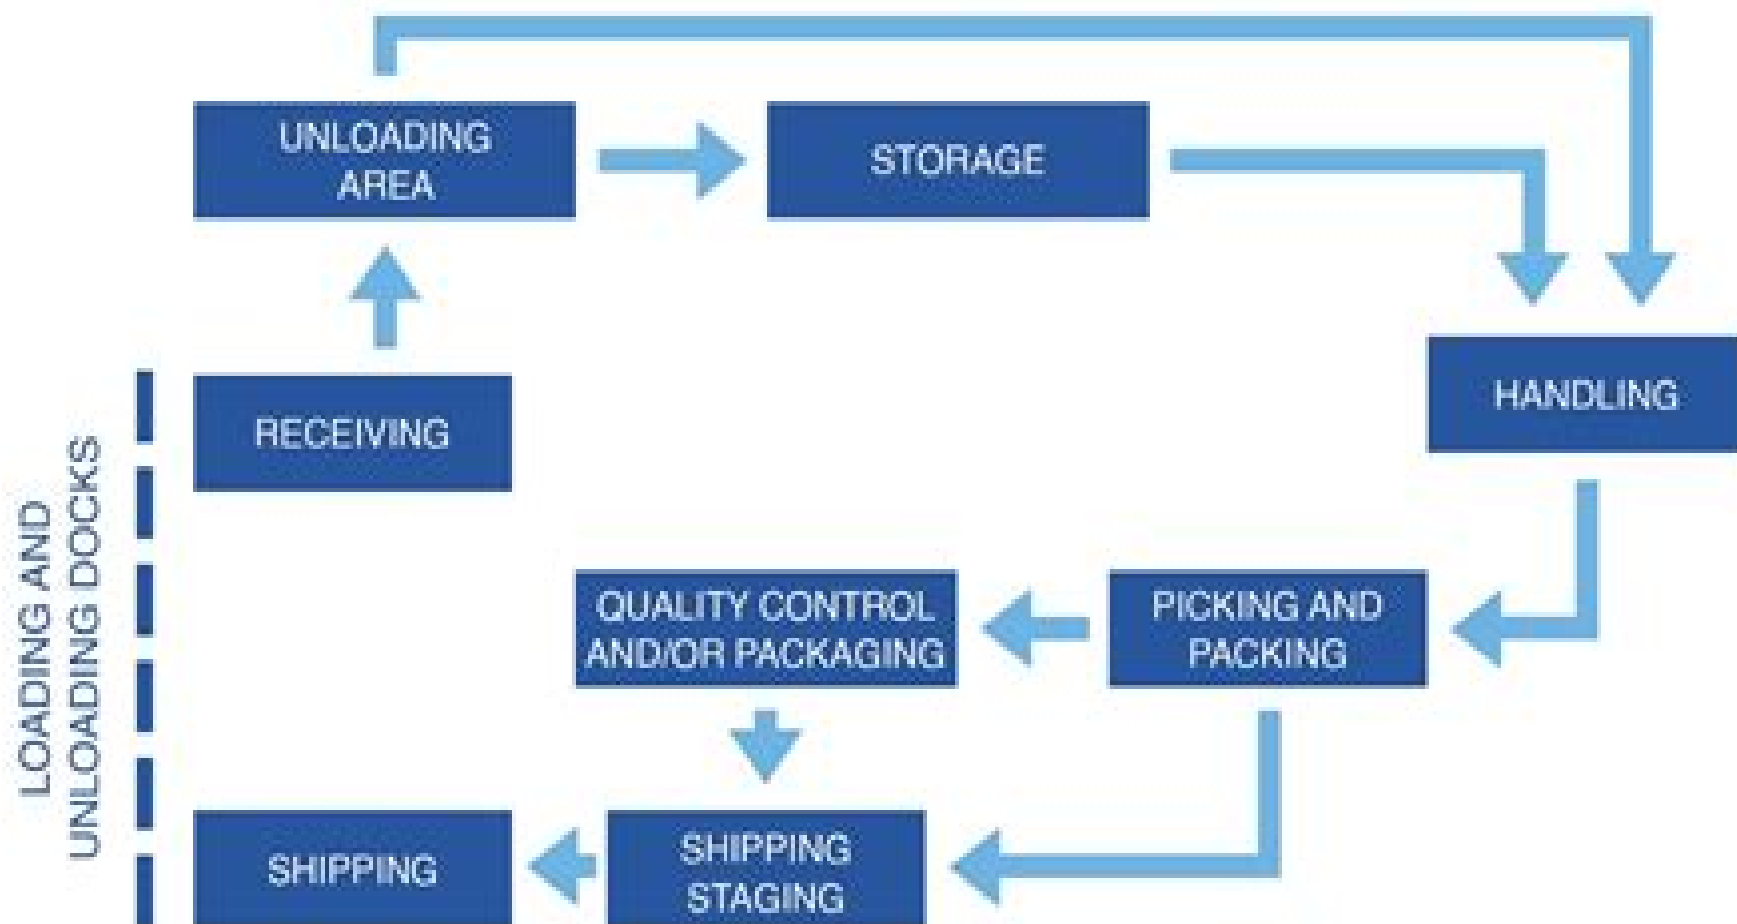 UNLOADING
AREA
STORAGE
HANDLING
RECEIVING
LOADING AND
UNLOADING DOCKS
QUALITY CONTROL
AND/OR PACKAGING
PICKING AND
PACKING
SHIPPING
SHIPPING
STAGING